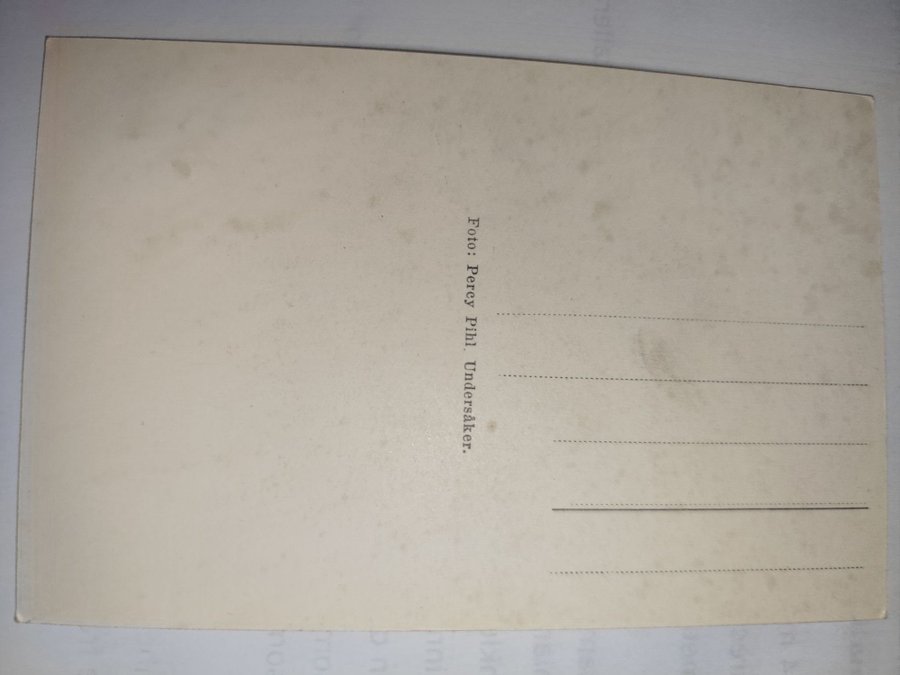 Foto: Percy Pihl. Undersåker.